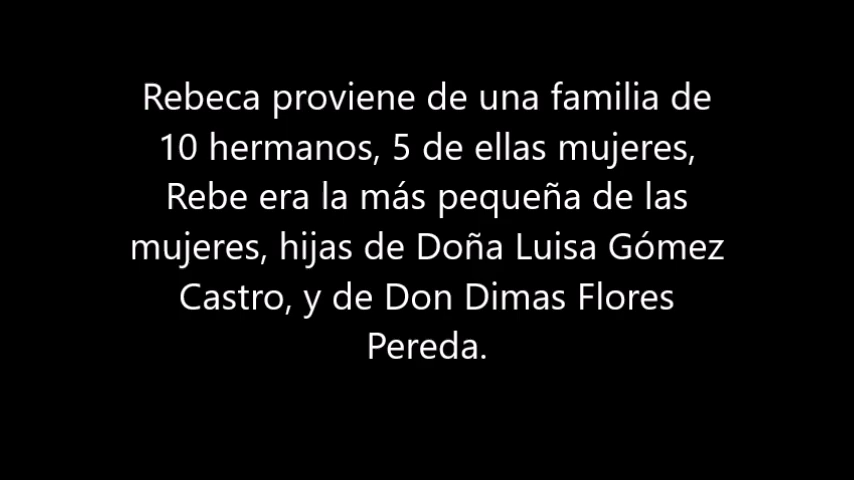 Rebeca proviene de una familia de
10 hermanos, 5 de ellas mujeres,
Rebe era la más pequeña de las
mujeres, hijas de Doña Luisa Gómez
Castro, y de Don Dimas Flores
Pereda.